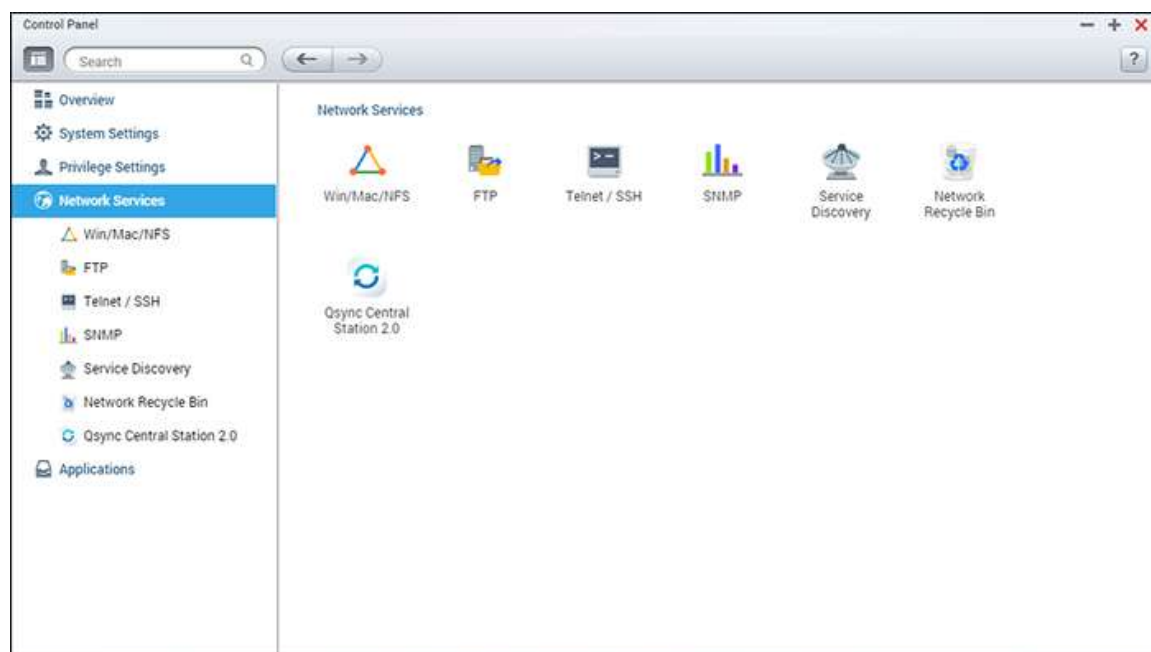 Control Panel
Search
?
Overview
System Settings
Privilege Settings
Network Services
Win/Mac/NFS
FTP
Telnet / SSH
SNMP
Service Discovery
Network Recycle Bin
Qsync Central Station 2.0
Applications
Network Services
Win/Mac/NFS
FTP
Telnet / SSH
SNMP
Service
Discovery
Network
Recycle Bin
Qsync Central
Station 2.0